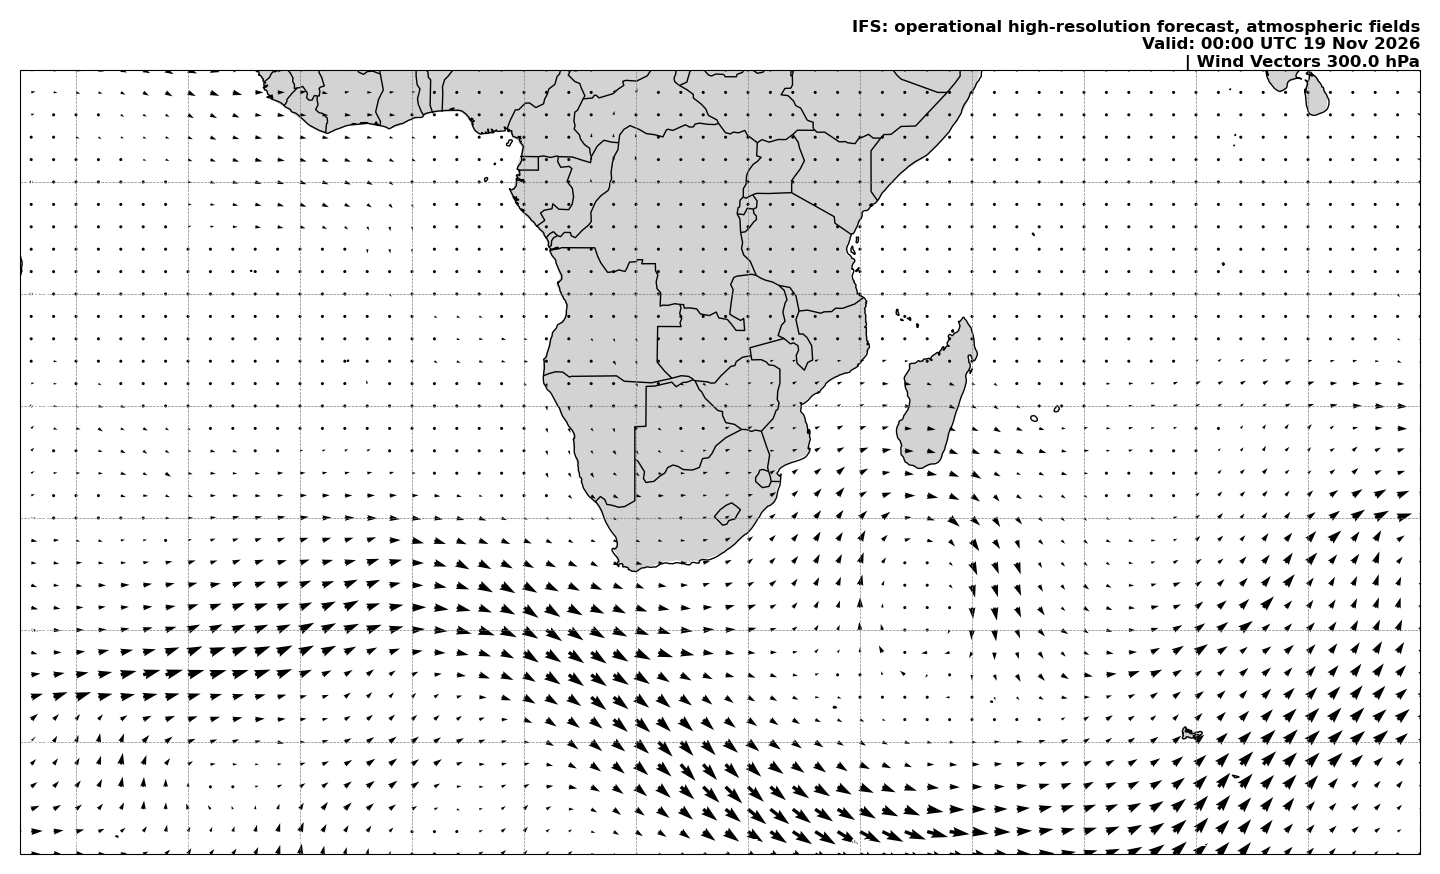 IFS: operational high-resolution forecast, atmospheric fields
Valid: 00:00 UTC 19 Nov 2026
| Wind Vectors 300.0 hPa